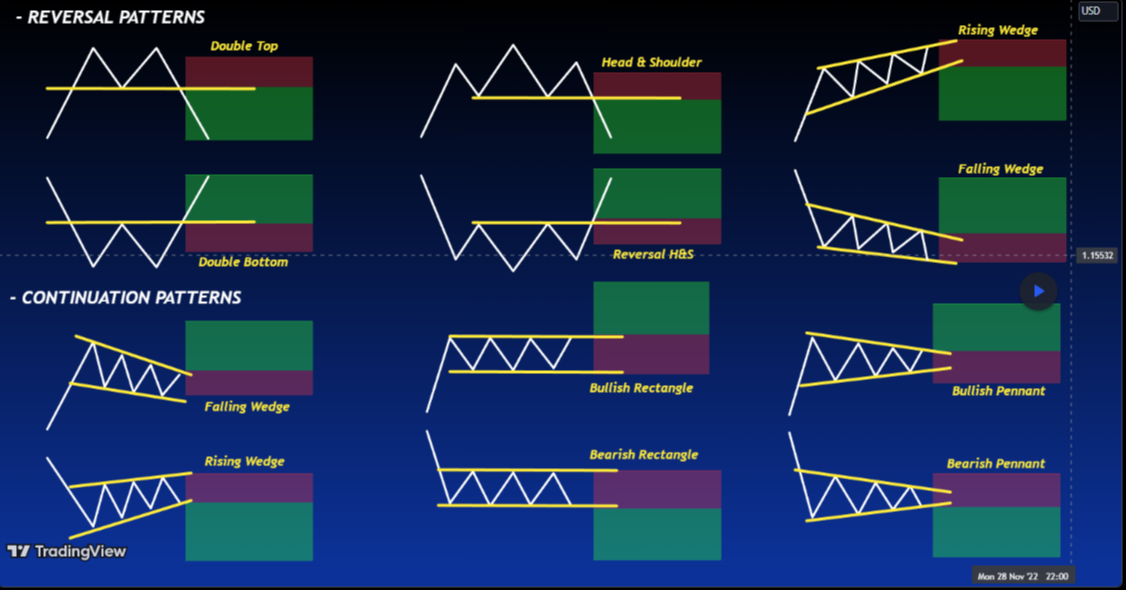 - REVERSAL PATTERNS
USD
Double Top
Head & Shoulder
Rising Wedge
Falling Wedge
Double Bottom
Reversal H&S
1.15532
- CONTINUATION PATTERNS
Falling Wedge
Bullish Rectangle
Bullish Pennant
Rising Wedge
Bearish Rectangle
Bearish Pennant
TradingView
Mon 28 Nov '22 22:00